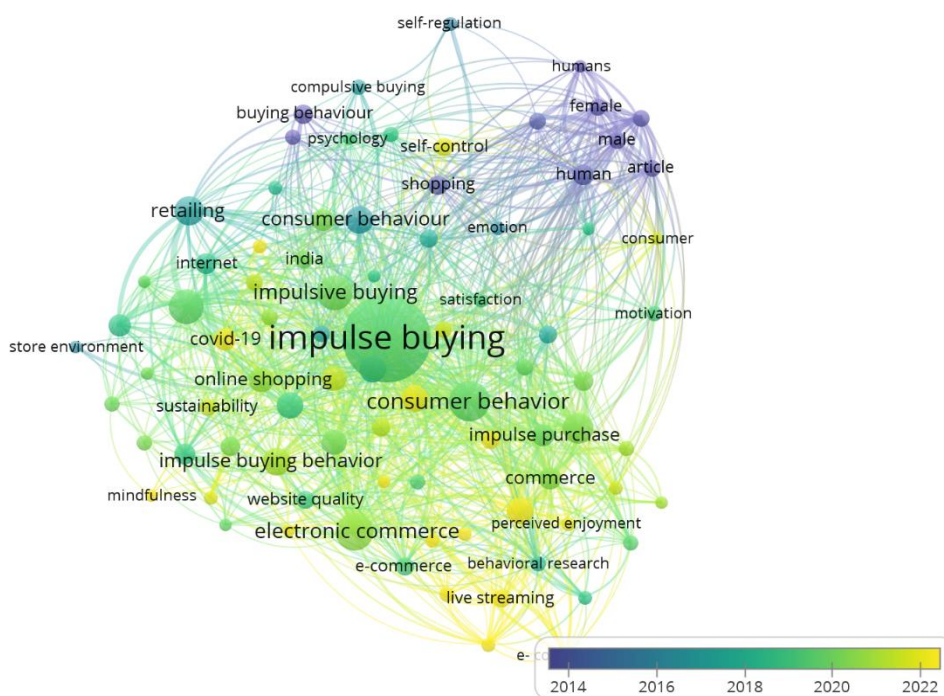 self-regulation
humans
compulsive buying
buying behaviour
female
psychology
male
self-control
article
human
shopping
retailing
consumer behaviour
emotion
consumer
india
internet
impulsive buying
satisfaction
motivation
covid-19
impulse buying
store environment
online shopping
consumer behavior
sustainability
impulse purchase
impulse buying behavior
commerce
mindfulness
website quality
perceived enjoyment
electronic commerce
e-commerce
behavioral research
live streaming
e- co
2014 2016 2018 2020 2022